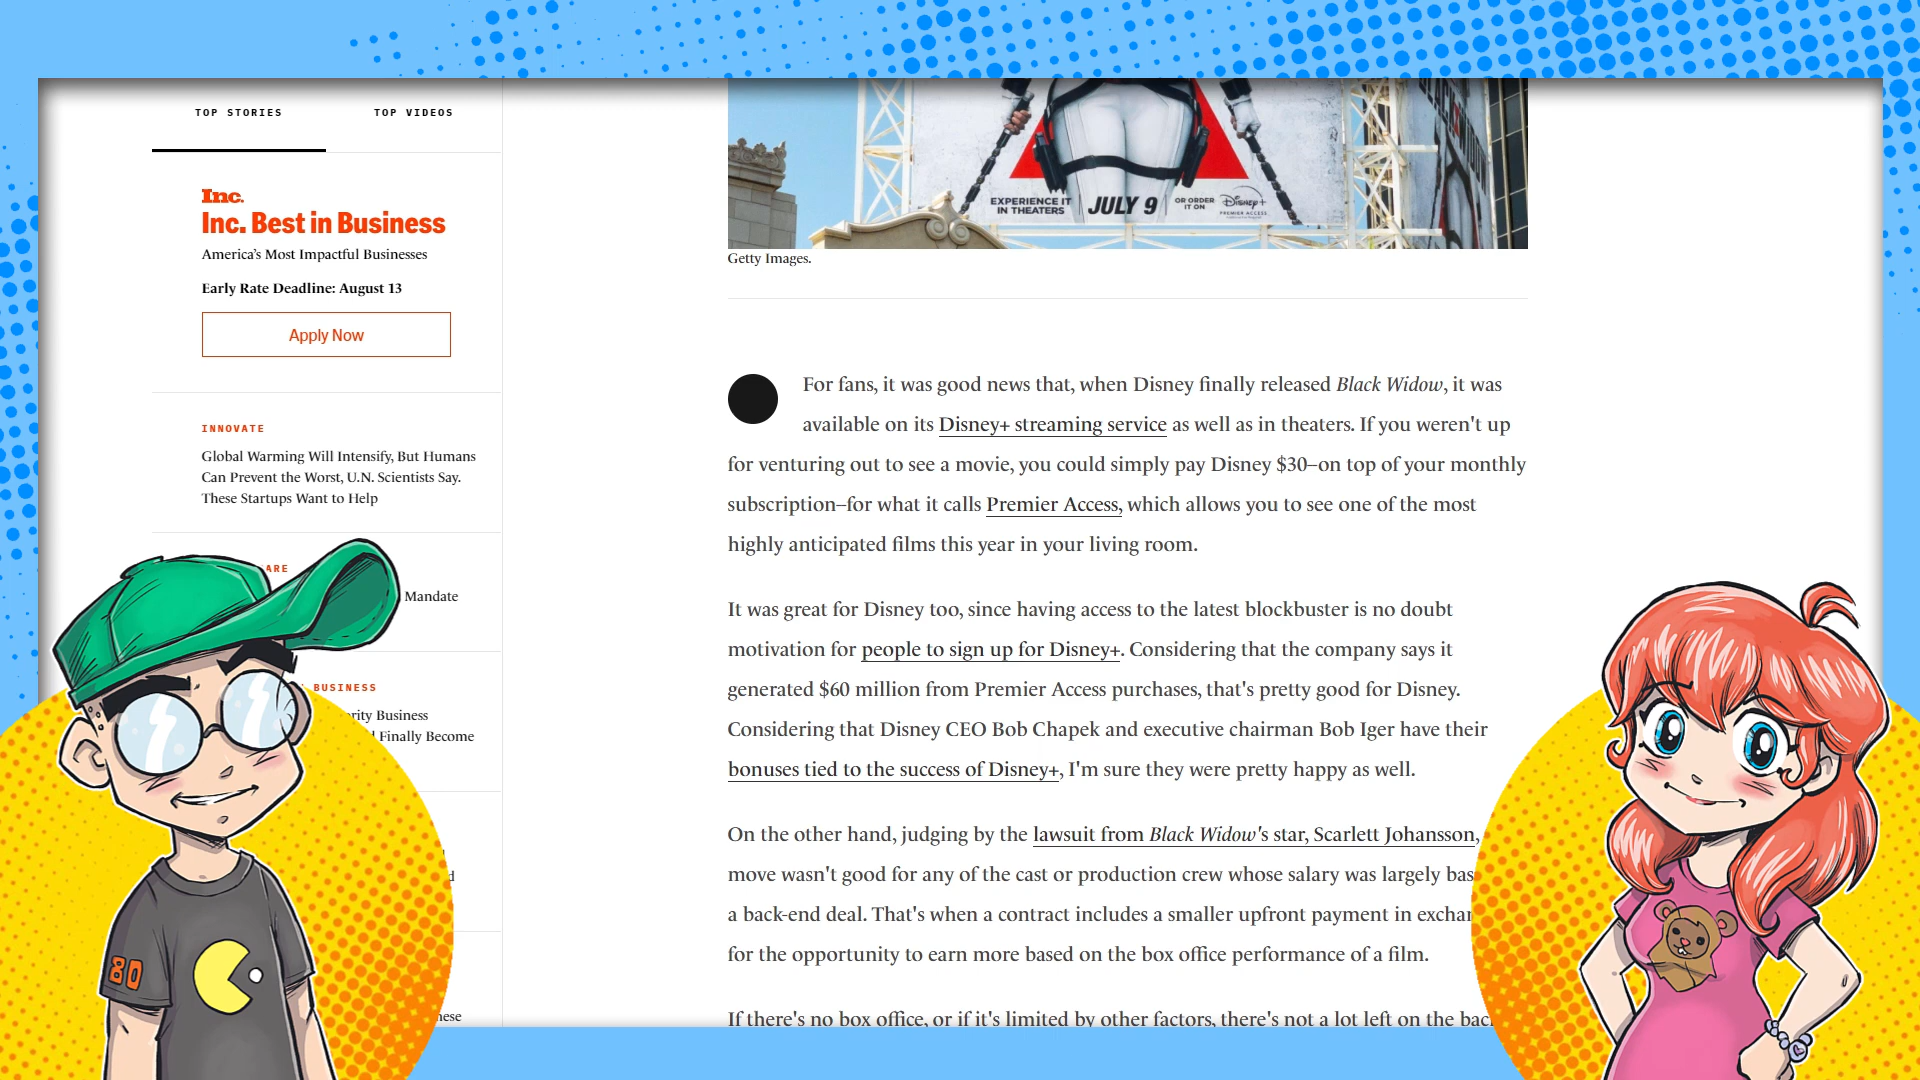 TOP STORIES
TOP VIDEOS
Inc.
Inc. Best in Business
America's Most Impactful Businesses
Early Rate Deadline: August 13
Apply Now
INNOVATE
Global Warming Will Intensify, But Humans
Can Prevent the Worst, U.N. Scientists Say.
These Startups Want to Help
Mandate
BUSINESS
Business
Finally Become
80
EXPERIENCE IT
IN THEATERS
JULY 9
OR ORDER
IT ON
Disney+
PREMIER ACCESS
Getty Images.
For fans, it was good news that, when Disney finally released Black Widow, it was
available on its Disney+ streaming service as well as in theaters. If you weren't up
for venturing out to see a movie, you could simply pay Disney $30–on top of your monthly
subscription–for what it calls Premier Access, which allows you to see one of the most
highly anticipated films this year in your living room.
It was great for Disney too, since having access to the latest blockbuster is no doubt
motivation for people to sign up for Disney+. Considering that the company says it
generated $60 million from Premier Access purchases, that's pretty good for Disney.
Considering that Disney CEO Bob Chapek and executive chairman Bob Iger have their
bonuses tied to the success of Disney+, I'm sure they were pretty happy as well.
On the other hand, judging by the lawsuit from Black Widow's star, Scarlett Johansson,
move wasn't good for any of the cast or production crew whose salary was largely
a back-end deal. That's when a contract includes a smaller upfront payment in
for the opportunity to earn more based on the box office performance of a film.
If there's no box office, or if it's limited by other factors, there's not a lot left on the